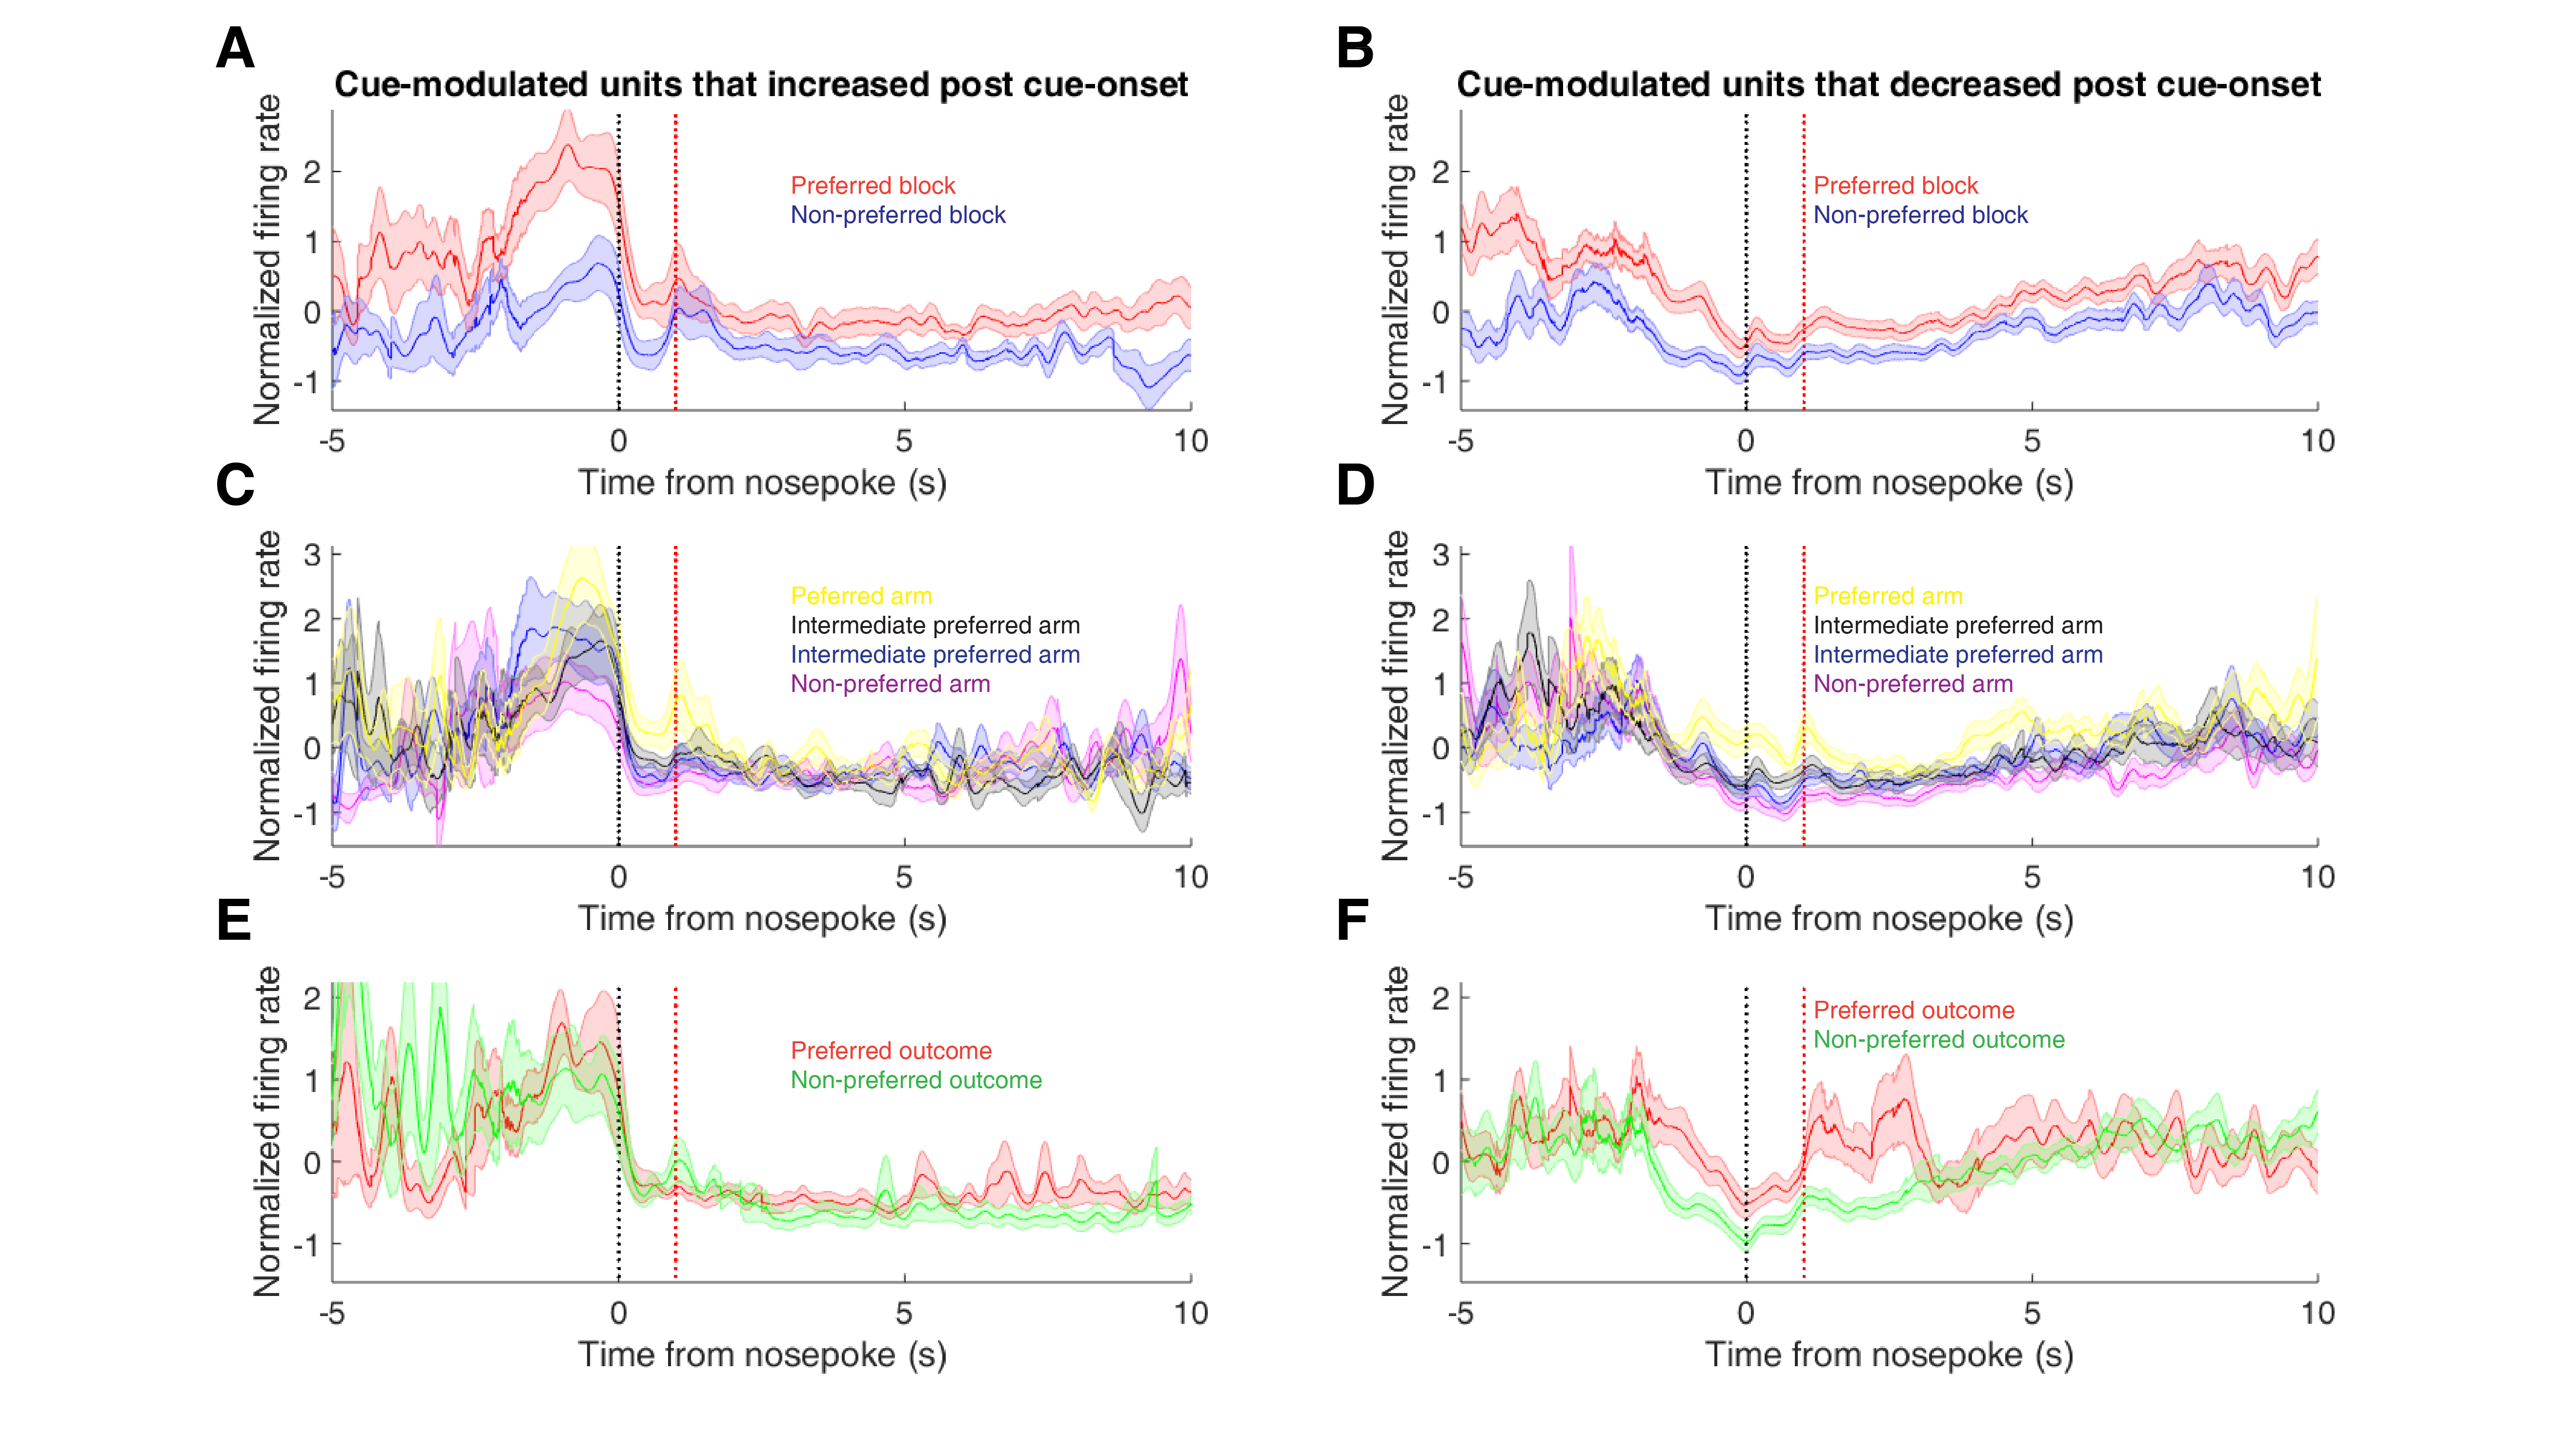 A
B
Cue-modulated units that increased post cue-onset
Cue-modulated units that decreased post cue-onset
Normalized firing rate
2
1
0
-1
Preferred block
Non-preferred block
-5
0
5
10
Time from nosepoke (s)
Normalized firing rate
2
1
0
-1
Preferred block
Non-preferred block
-5
0
5
10
Time from nosepoke (s)
C
D
Normalized firing rate
3
2
1
0
-1
Peferred arm
Intermediate preferred arm
Intermediate preferred arm
Non-preferred arm
-5
0
5
10
Time from nosepoke (s)
Normalized firing rate
3
2
1
0
-1
Preferred arm
Intermediate preferred arm
Intermediate preferred arm
Non-preferred arm
-5
0
5
10
Time from nosepoke (s)
E
F
Normalized firing rate
2
1
0
-1
Preferred outcome
Non-preferred outcome
-5
0
5
10
Time from nosepoke (s)
Normalized firing rate
2
1
0
-1
Preferred outcome
Non-preferred outcome
-5
0
5
10
Time from nosepoke (s)